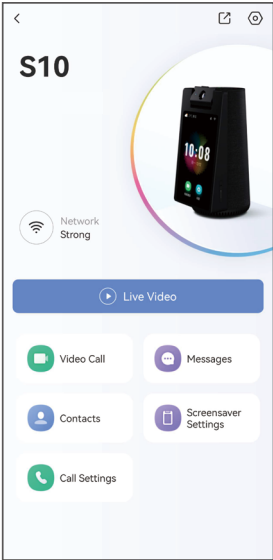 S10
10:08
Network
Strong
Live Video
Video Call
Messages
Contacts
Screensaver
Settings
Call Settings